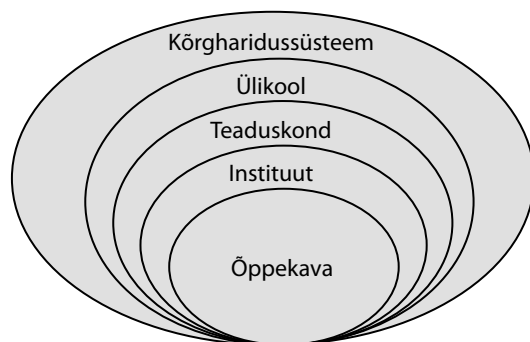 Kõrgharidussüsteem
Ülikool
Teaduskond
Instituut
Õppekava